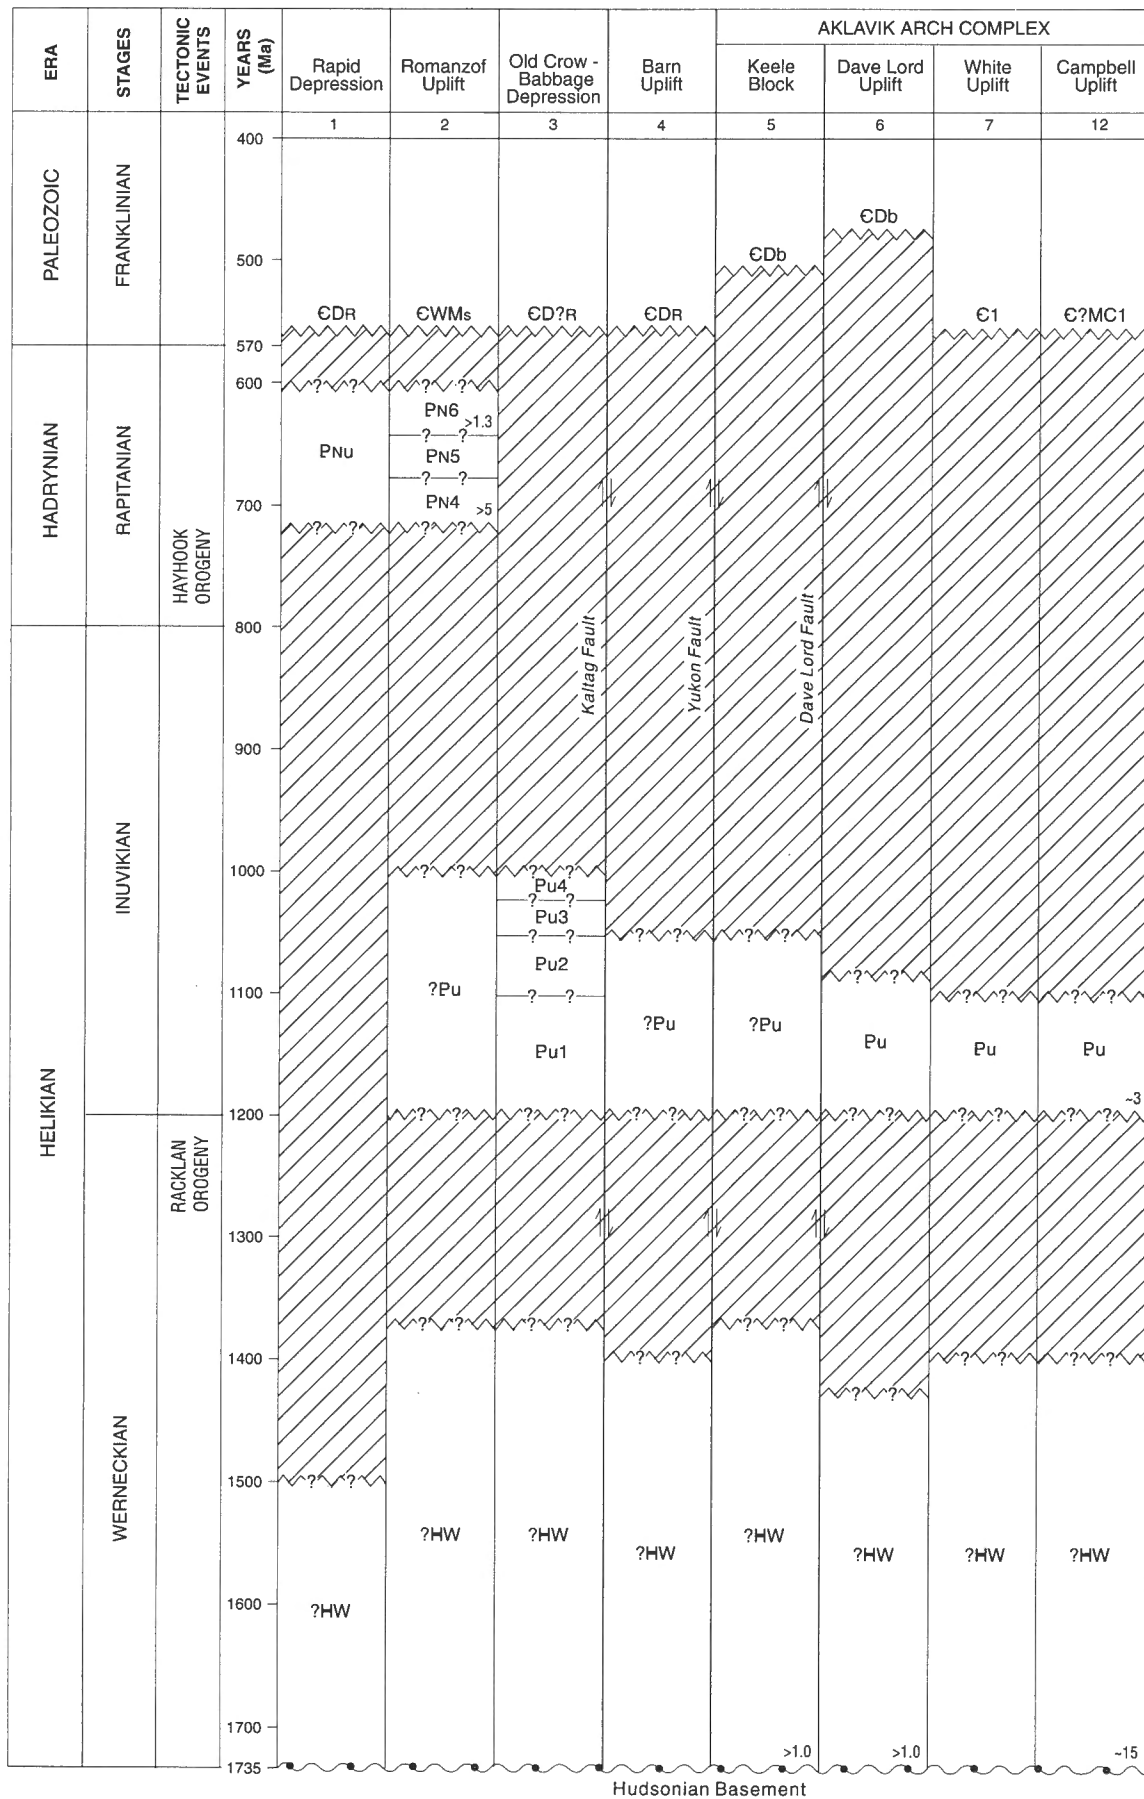 AKLAVIK ARCH COMPLEX
ERA
STAGES
TECTONIC
EVENTS
YEARS
(Ma)
Rapid
Depression
Romanzof
Uplift
Old Crow -
Babbage
Depression
Barn
Uplift
Keele
Block
Dave Lord
Uplift
White
Uplift
Campbell
Uplift
1
2
3
4
5
6
7
12
400
PALEOZOIC
FRANKLINIAN
ЄDb
500
ЄDb
ЄDR
ЄWMs
ЄD?R
ЄDR
Є1
Є?MC1
570
600
? ?
? ?
HADRYNIAN
RAPITANIAN
PN6
>1.3
? ?
PNu
PN5
? ?
PN4
>5
700
? ?
? ?
HAYHOOK
OROGENY
800
Kaltag Fault
Yukon Fault
Dave Lord Fault
900
HELIKIAN
INUVIKIAN
1000
? ?
? ?
Pu4
? ?
Pu3
? ?
? ?
? ?
Pu2
? ?
?Pu
1100
? ?
? ?
? ?
?Pu
?Pu
Pu1
Pu
Pu
Pu
~3
1200
? ?
? ?
? ?
? ?
? ?
? ?
? ?
RACKLAN
OROGENY
1300
? ?
? ?
? ?
1400
? ?
? ?
? ?
? ?
WERNECKIAN
1500
? ?
?HW
?HW
?HW
?HW
?HW
?HW
?HW
1600
?HW
1700
>1.0
>1.0
~15
1735
Hudsonian Basement